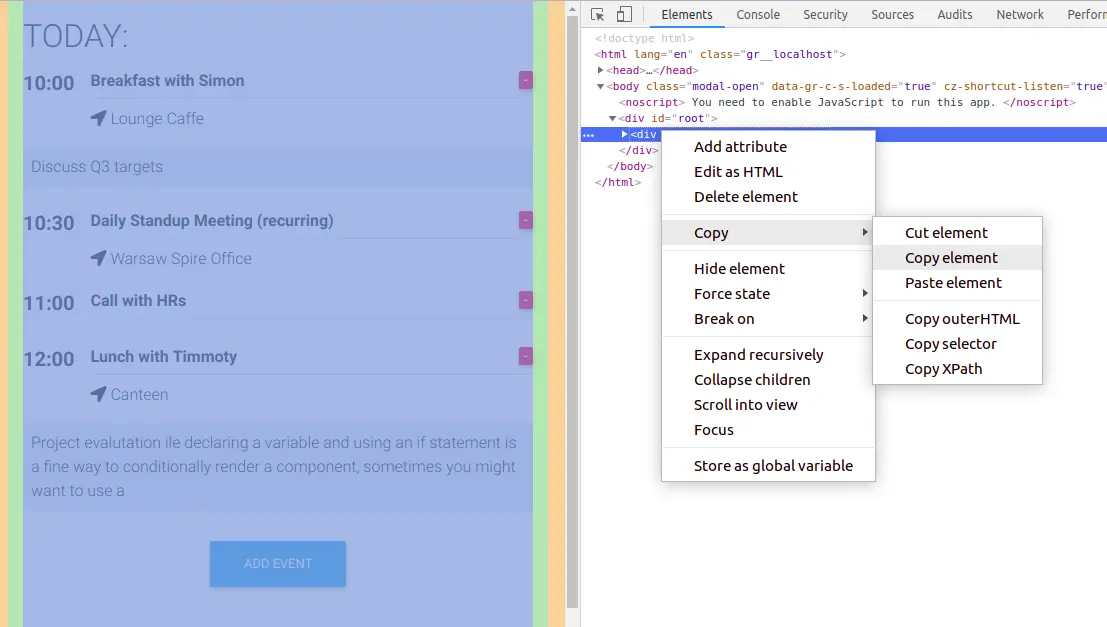 TODAY:
10:00 Breakfast with Simon -
Lounge Caffe
Discuss Q3 targets
10:30 Daily Standup Meeting (recurring) -
Warsaw Spire Office
11:00 Call with HRs -
12:00 Lunch with Timmoty -
Canteen
Project evalutation ile declaring a variable and using an if statement is
a fine way to conditionally render a component, sometimes you might
want to use a
ADD EVENT
Elements Console Security Sources Audits Network Perform
<!doctype html>
<html lang="en" class="gr__localhost">
<head>…</head>
<body class="modal-open" data-gr-c-s-loaded="true" cz-shortcut-listen="true"
<noscript> You need to enable JavaScript to run this app. </noscript>
<div id="root">
... <div
</div>
</body>
</html>
Add attribute
Edit as HTML
Delete element
Copy
Hide element
Force state
Break on
Expand recursively
Collapse children
Scroll into view
Focus
Store as global variable
Cut element
Copy element
Paste element
Copy outerHTML
Copy selector
Copy XPath